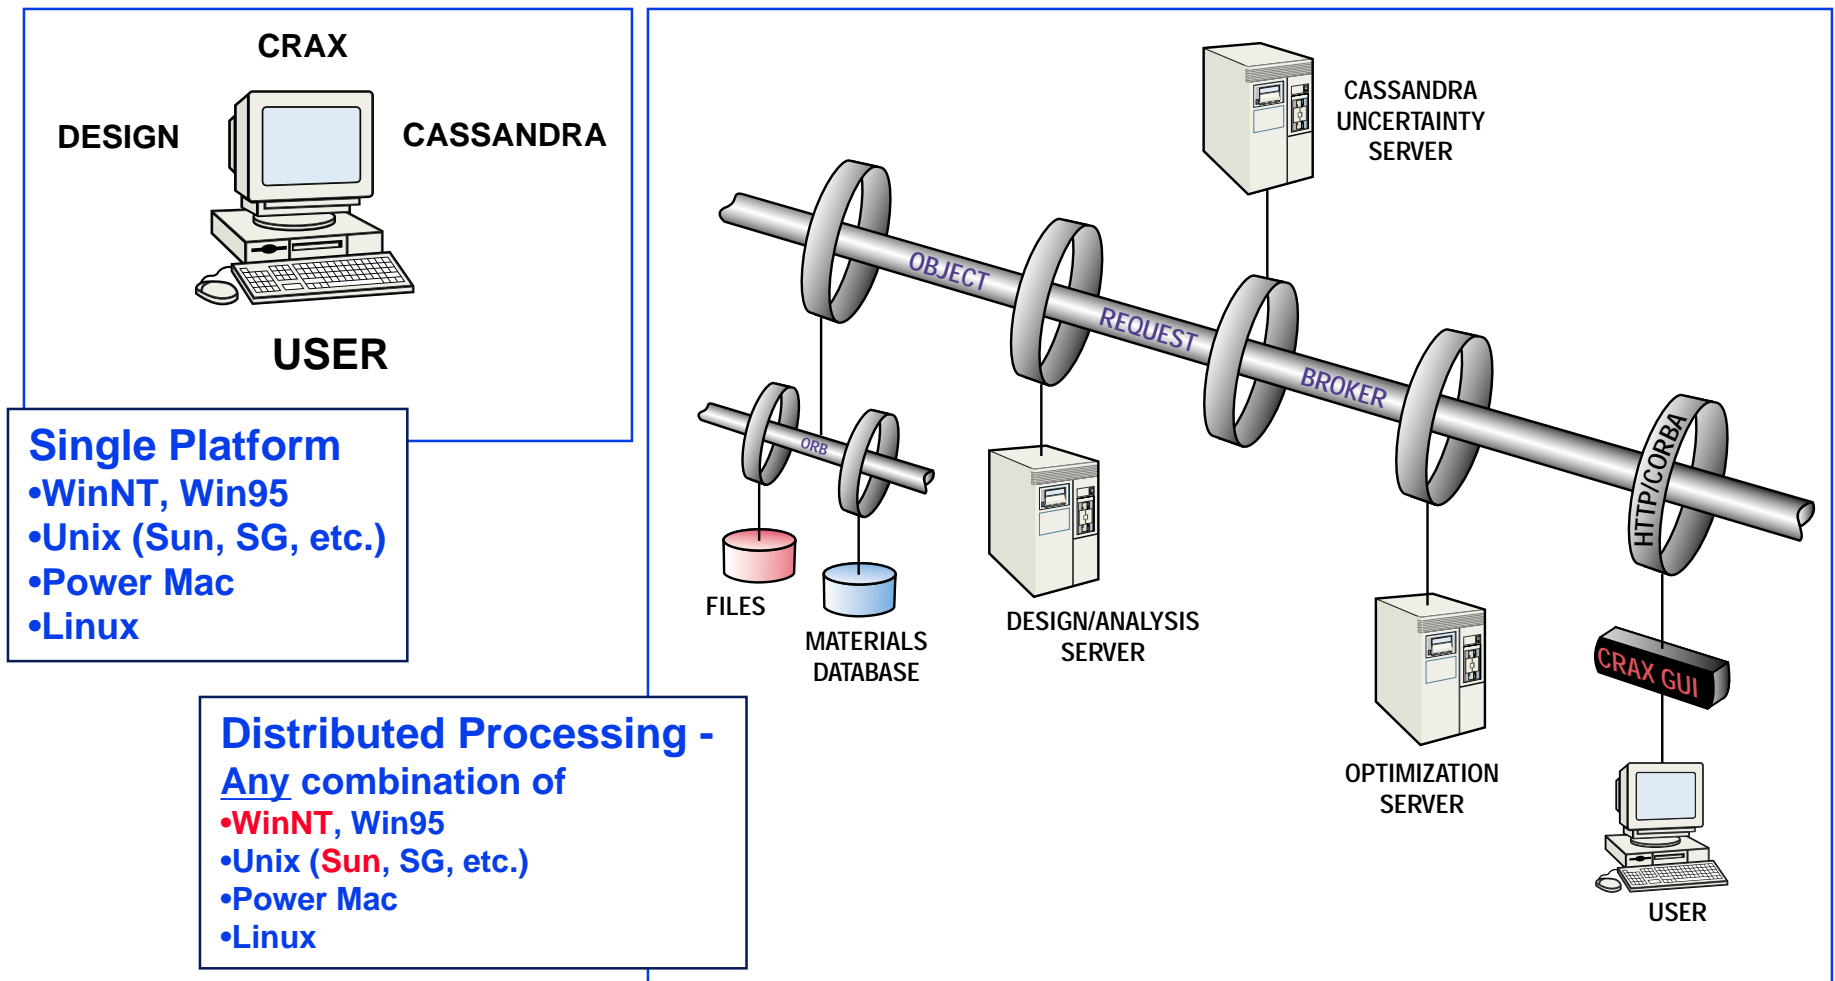 CRAX
DESIGN
CASSANDRA
USER
Single Platform
•WinNT, Win95
•Unix (Sun, SG, etc.)
•Power Mac
•Linux
Distributed Processing -
Any combination of
•WinNT, Win95
•Unix (Sun, SG, etc.)
•Power Mac
•Linux
CASSANDRA
UNCERTAINTY
SERVER
OBJECT
REQUEST
BROKER
HTTP/CORBA
ORB
FILES
MATERIALS
DATABASE
DESIGN/ANALYSIS
SERVER
OPTIMIZATION
SERVER
CRAX GUI
USER